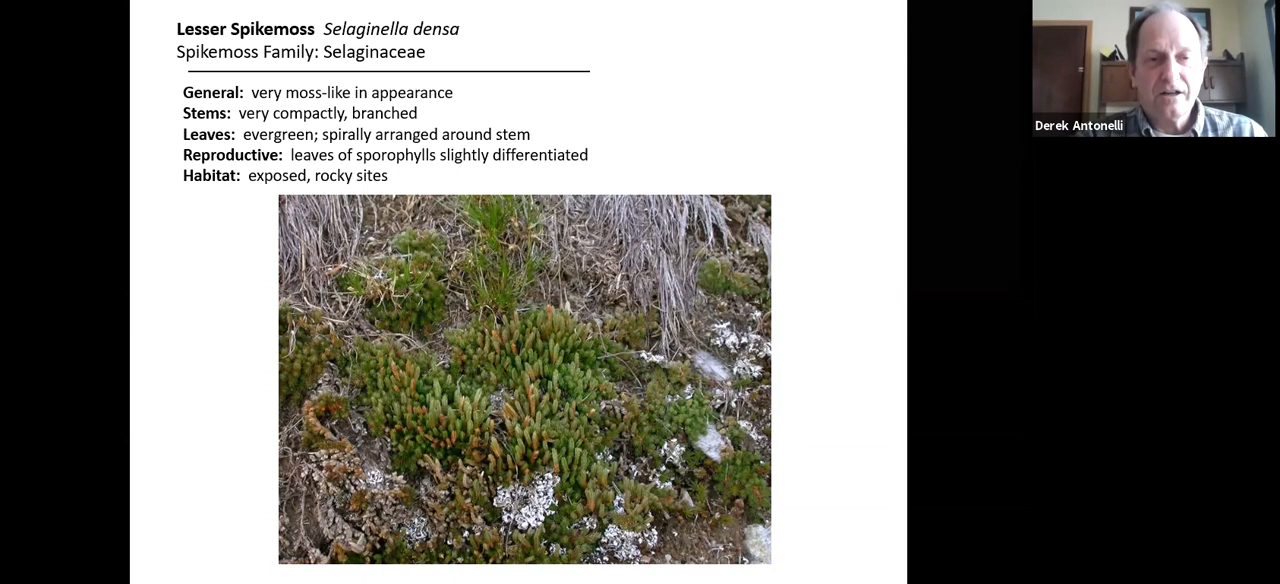 Lesser Spikemoss Selaginella densa
Spikemoss Family: Selaginaceae
General: very moss-like in appearance
Stems: very compactly, branched
Leaves: evergreen; spirally arranged around stem
Reproductive: leaves of sporophylls slightly differentiated
Habitat: exposed, rocky sites
Derek Antonelli